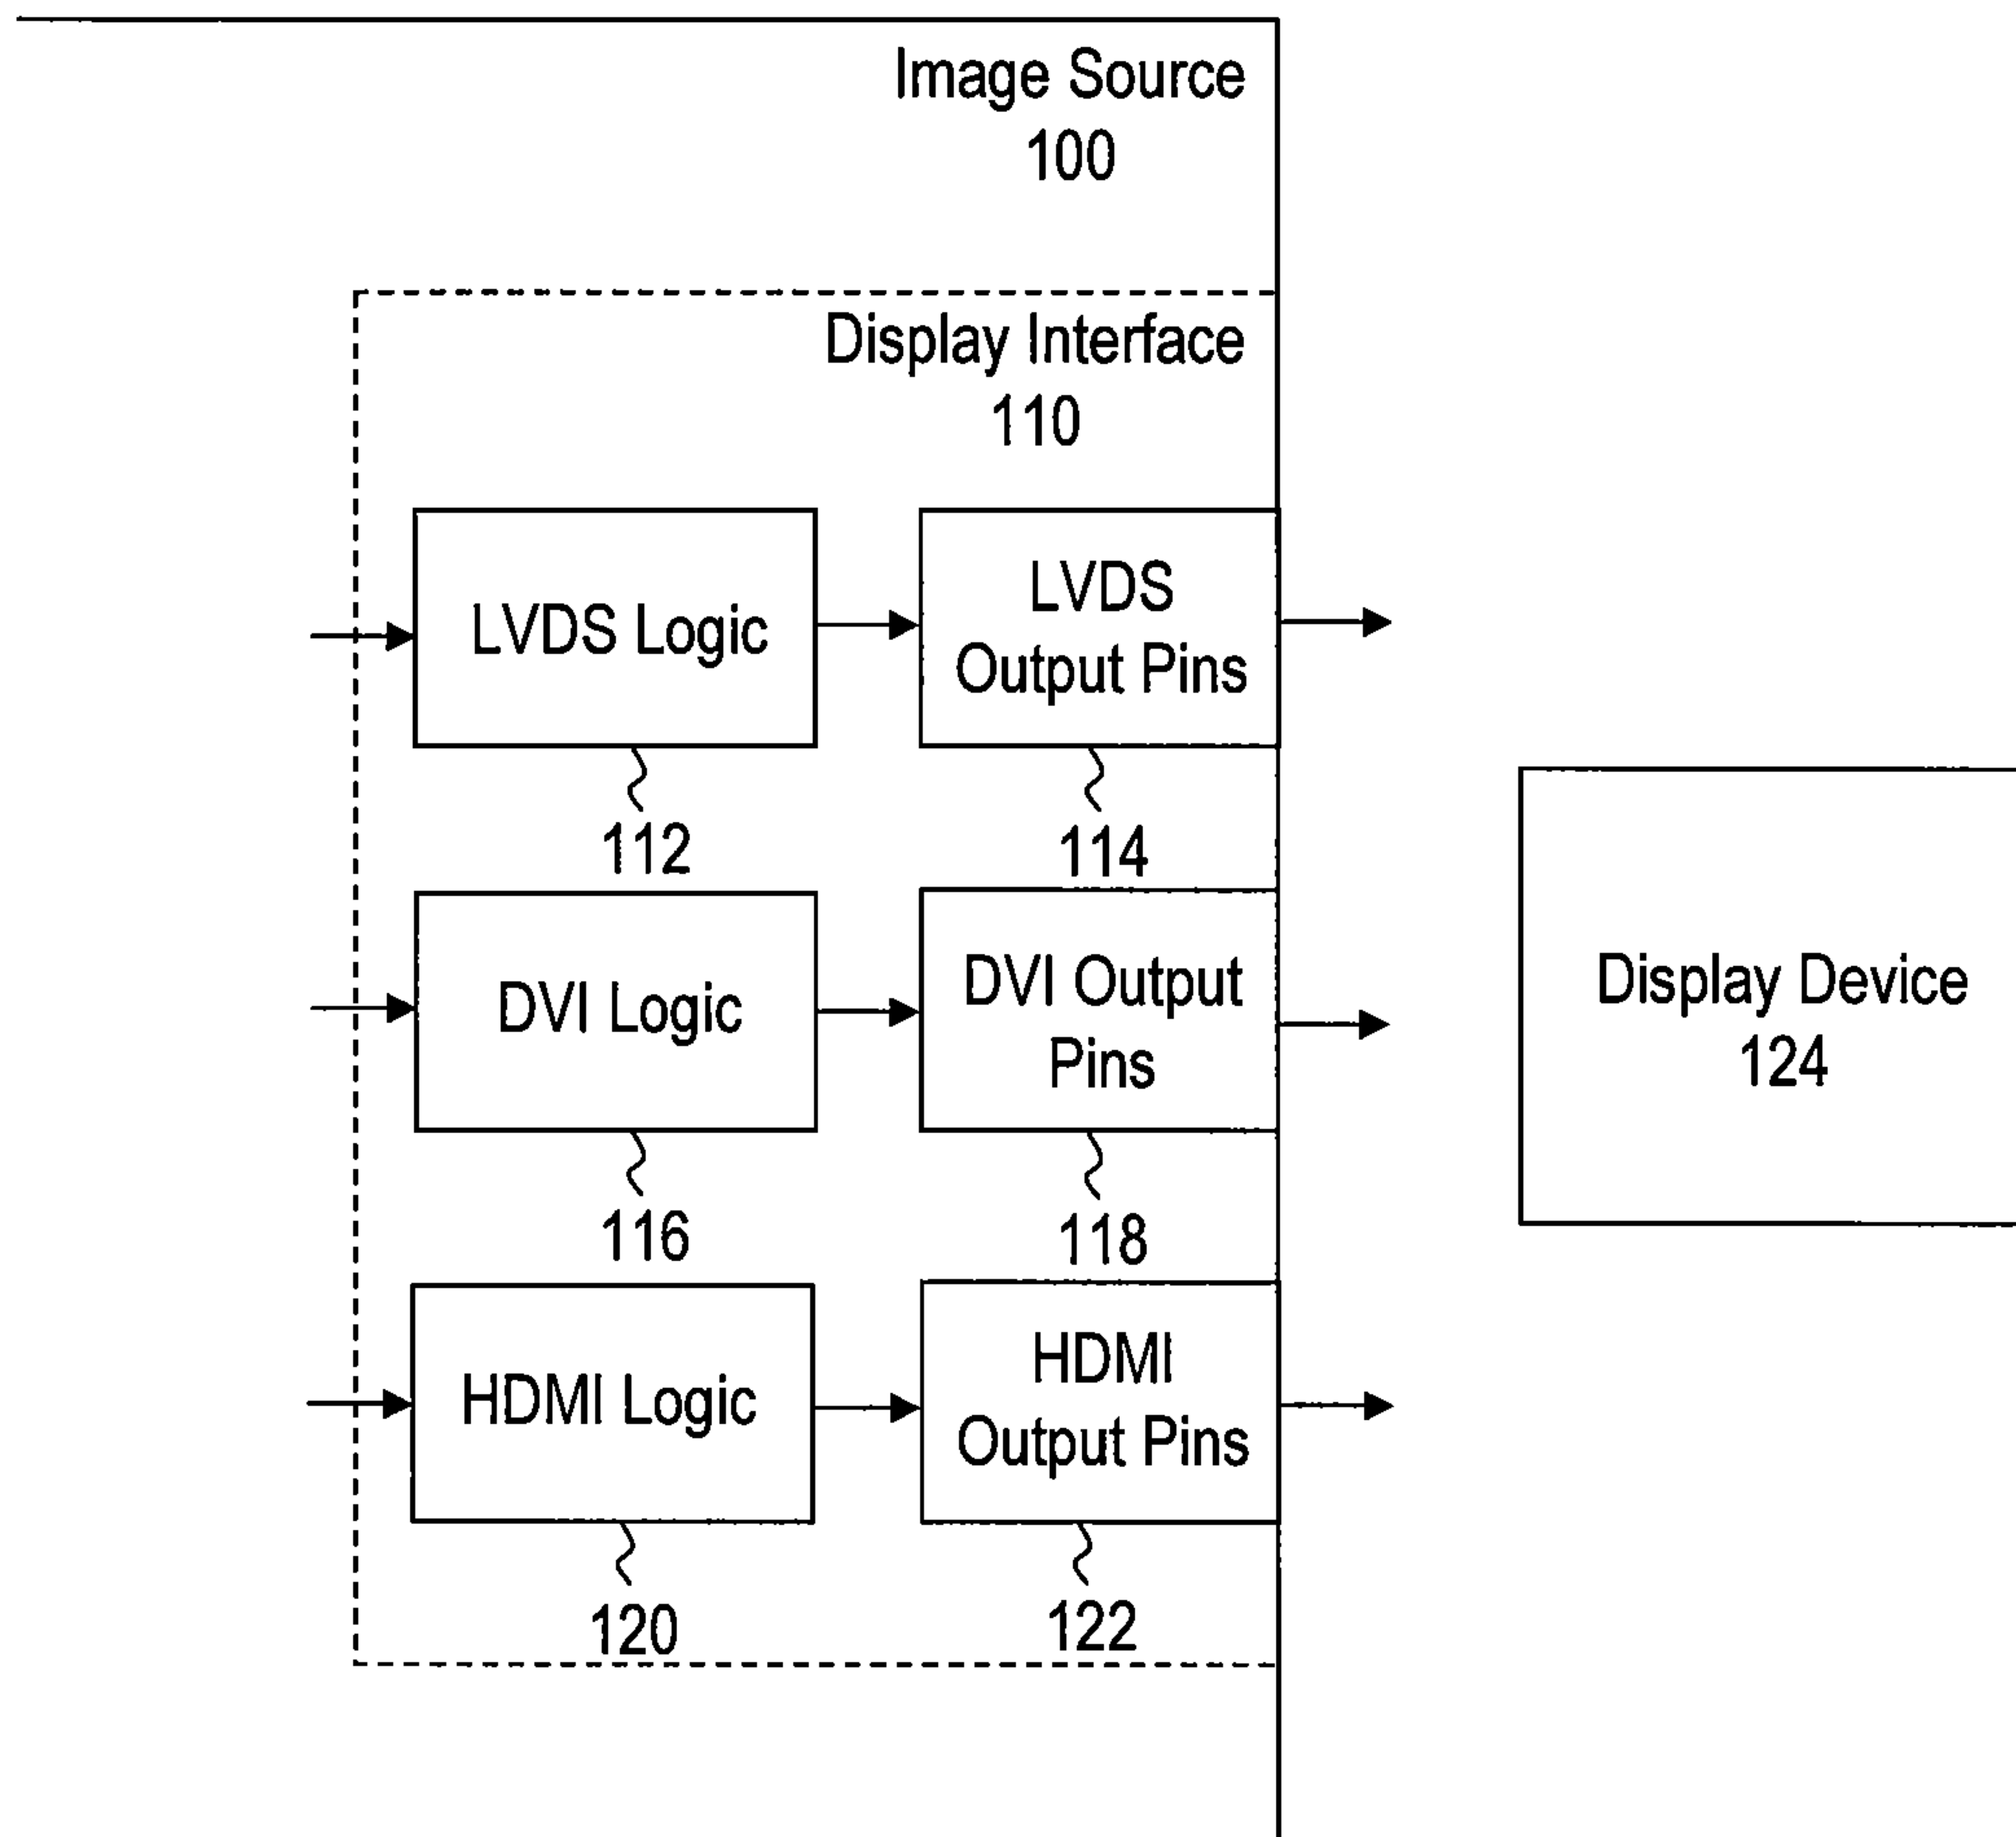 Image Source
100
Display Interface
110
LVDS Logic
LVDS
Output Pins
112
114
DVI Logic
DVI Output
Pins
Display Device
124
116
118
HDMI Logic
HDMI
Output Pins
120
122